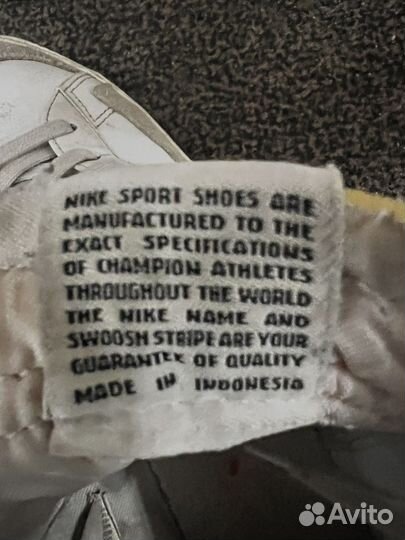 NIKE SPORT SHOES ARE
MANUFACTURED TO THE
EXACT SPECIFICATIONS
OF CHAMPION ATHLETES
THROUGHOUT THE WORLD
THE NIKE NAME AND
SWOOSH STRIPE ARE YOUR
GUARANTEE OF QUALITY
MADE IN INDONESIA
Avito